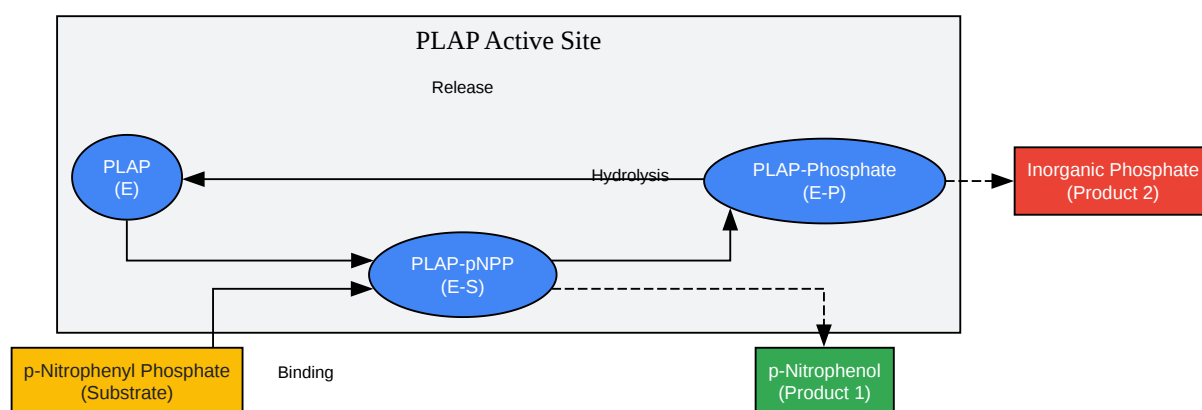 PLAP Active Site
Release
PLAP
(E)
Hydrolysis
PLAP-Phosphate
(E-P)
Inorganic Phosphate
(Product 2)
PLAP-pNPP
(E-S)
p-Nitrophenyl Phosphate
(Substrate)
Binding
p-Nitrophenol
(Product 1)